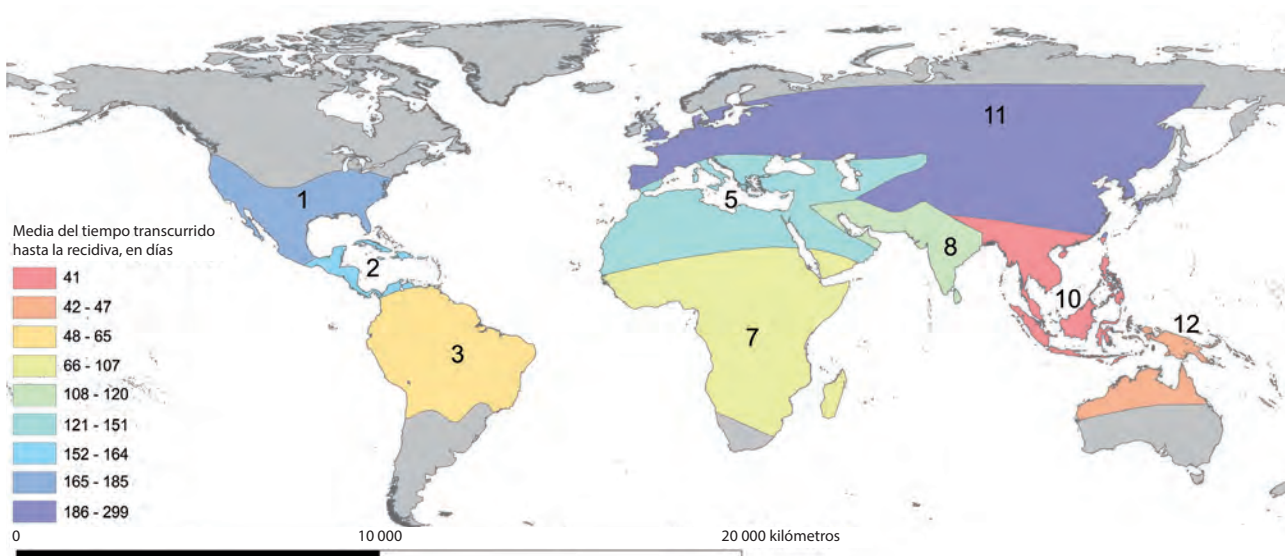 11
1
5
2
8
10
12
3
7
Media del tiempo transcurrido
hasta la recidiva, en días
41
42 - 47
48 - 65
66 - 107
108 - 120
121 - 151
152 - 164
165 - 185
186 - 299
0 10 000 20 000 kilómetros